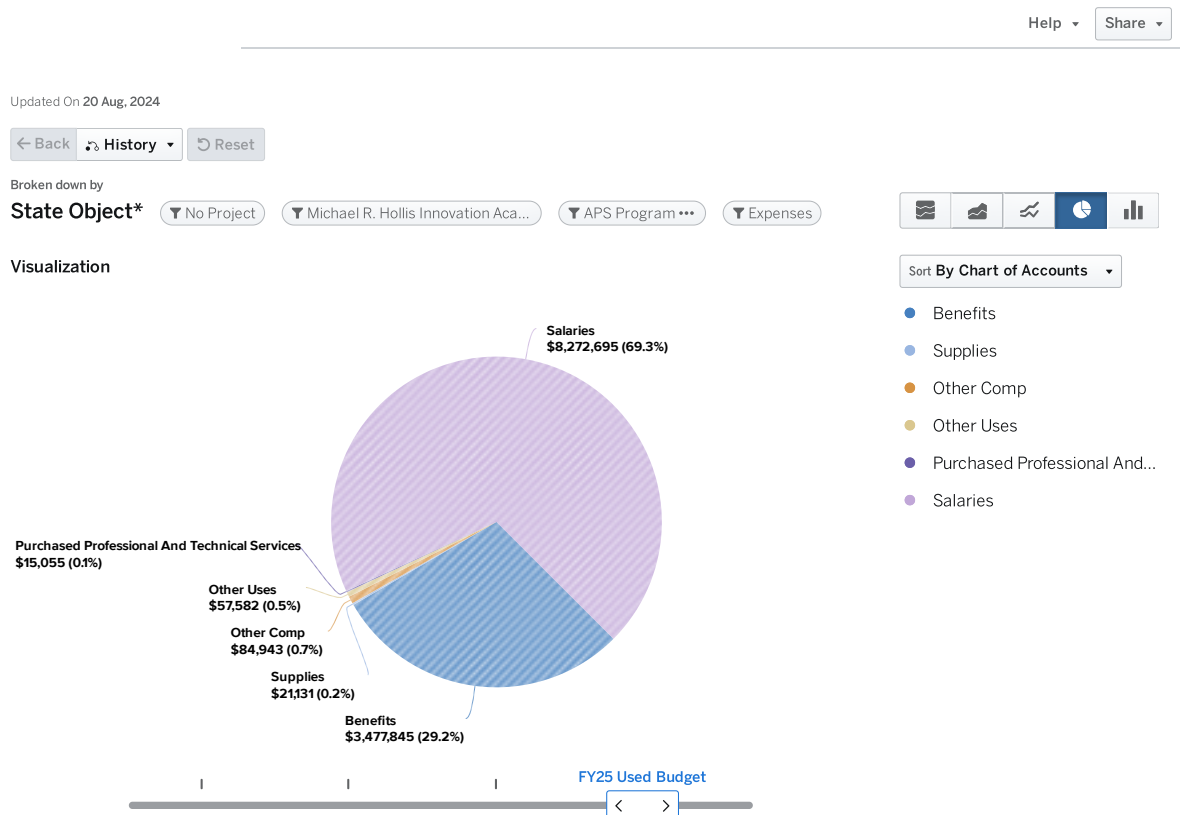 Help
Share
Updated On 20 Aug, 2024
Back
History
Reset
Broken down by
State Object*
No Project
Michael R. Hollis Innovation Aca...
APS Program •••
Expenses
Visualization
Sort By Chart of Accounts
Benefits
Supplies
Other Comp
Other Uses
Purchased Professional And...
Salaries
Salaries
$8,272,695 (69.3%)
Purchased Professional And Technical Services
$15,055 (0.1%)
Other Uses
$57,582 (0.5%)
Other Comp
$84,943 (0.7%)
Supplies
$21,131 (0.2%)
Benefits
$3,477,845 (29.2%)
FY25 Used Budget